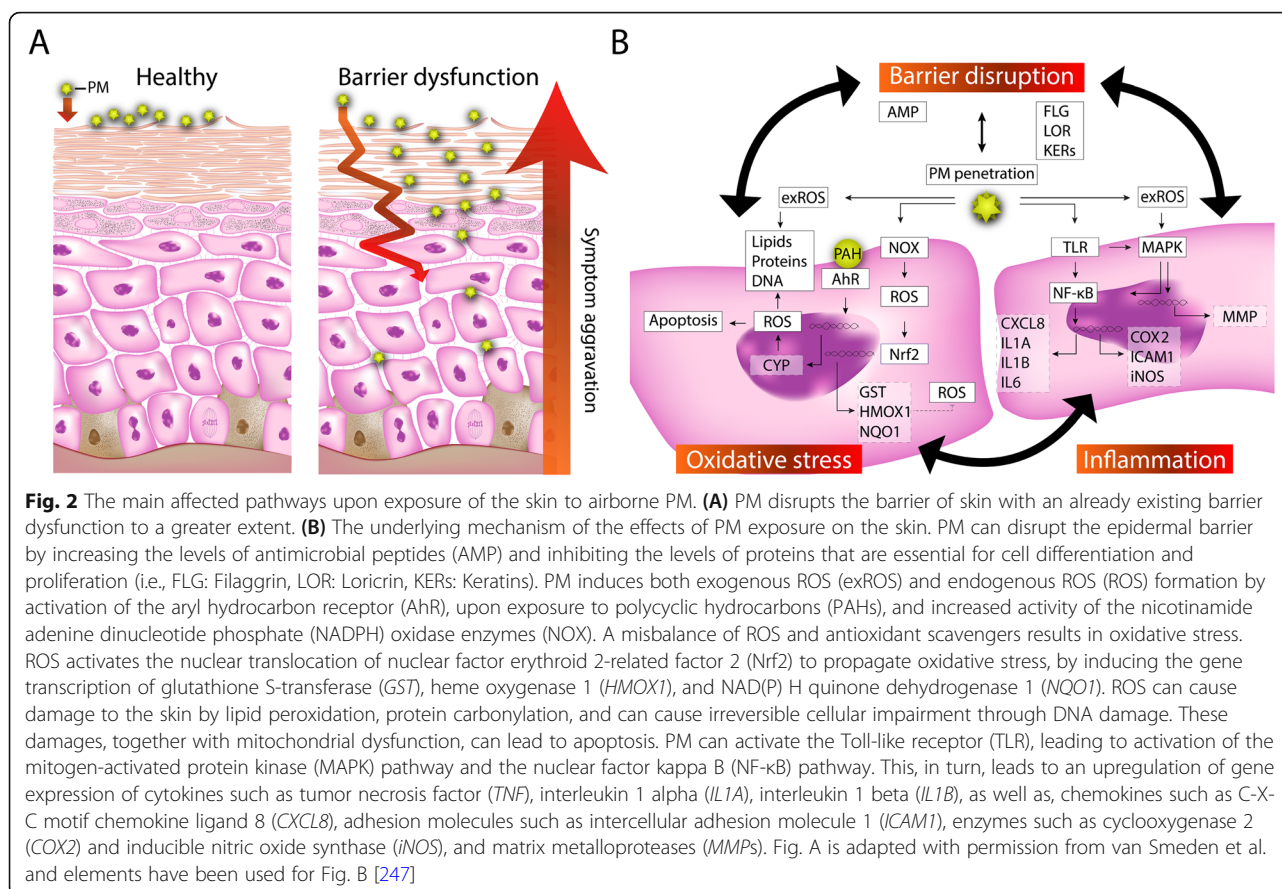 A
Healthy
Barrier dysfunction
PM
Symptom agravation
B
Barrier disruption
AMP
FLG
LOR
KERs
PM penetration
exROS
exROS
Lipids
Proteins
DNA
PAH
AhR
NOX
ROS
Nrf2
TLR
MAPK
NF-κB
Apoptosis
ROS
CYP
GST
HMOX1
NQO1
ROS
CXCL8
IL1A
IL1B
IL6
COX2
ICAM1
iNOS
MMP
Oxidative stress
Inflammation
Fig. 2 The main affected pathways upon exposure of the skin to airborne PM. (A) PM disrupts the barrier of skin with an already existing barrier
dysfunction to a greater extent. (B) The underlying mechanism of the effects of PM exposure on the skin. PM can disrupt the epidermal barrier
by increasing the levels of antimicrobial peptides (AMP) and inhibiting the levels of proteins that are essential for cell differentiation and
proliferation (i.e., FLG: Filaggrin, LOR: Loricrin, KERs: Keratins). PM induces both exogenous ROS (exROS) and endogenous ROS (ROS) formation by
activation of the aryl hydrocarbon receptor (AhR), upon exposure to polycyclic hydrocarbons (PAHs), and increased activity of the nicotinamide
adenine dinucleotide phosphate (NADPH) oxidase enzymes (NOX). A misbalance of ROS and antioxidant scavengers results in oxidative stress.
ROS activates the nuclear translocation of nuclear factor erythroid 2-related factor 2 (Nrf2) to propagate oxidative stress, by inducing the gene
transcription of glutathione S-transferase (GST), heme oxygenase 1 (HMOX1), and NAD(P) H quinone dehydrogenase 1 (NQO1). ROS can cause
damage to the skin by lipid peroxidation, protein carbonylation, and can cause irreversible cellular impairment through DNA damage. These
damages, together with mitochondrial dysfunction, can lead to apoptosis. PM can activate the Toll-like receptor (TLR), leading to activation of the
mitogen-activated protein kinase (MAPK) pathway and the nuclear factor kappa B (NF-κB) pathway. This, in turn, leads to an upregulation of gene
expression of cytokines such as tumor necrosis factor (TNF), interleukin 1 alpha (IL1A), interleukin 1 beta (IL1B), as well as, chemokines such as C-X-
C motif chemokine ligand 8 (CXCL8), adhesion molecules such as intercellular adhesion molecule 1 (ICAM1), enzymes such as cyclooxygenase 2
(COX2) and inducible nitric oxide synthase (iNOS), and matrix metalloproteases (MMPs). Fig. A is adapted with permission from van Smeden et al.
and elements have been used for Fig. B [247]